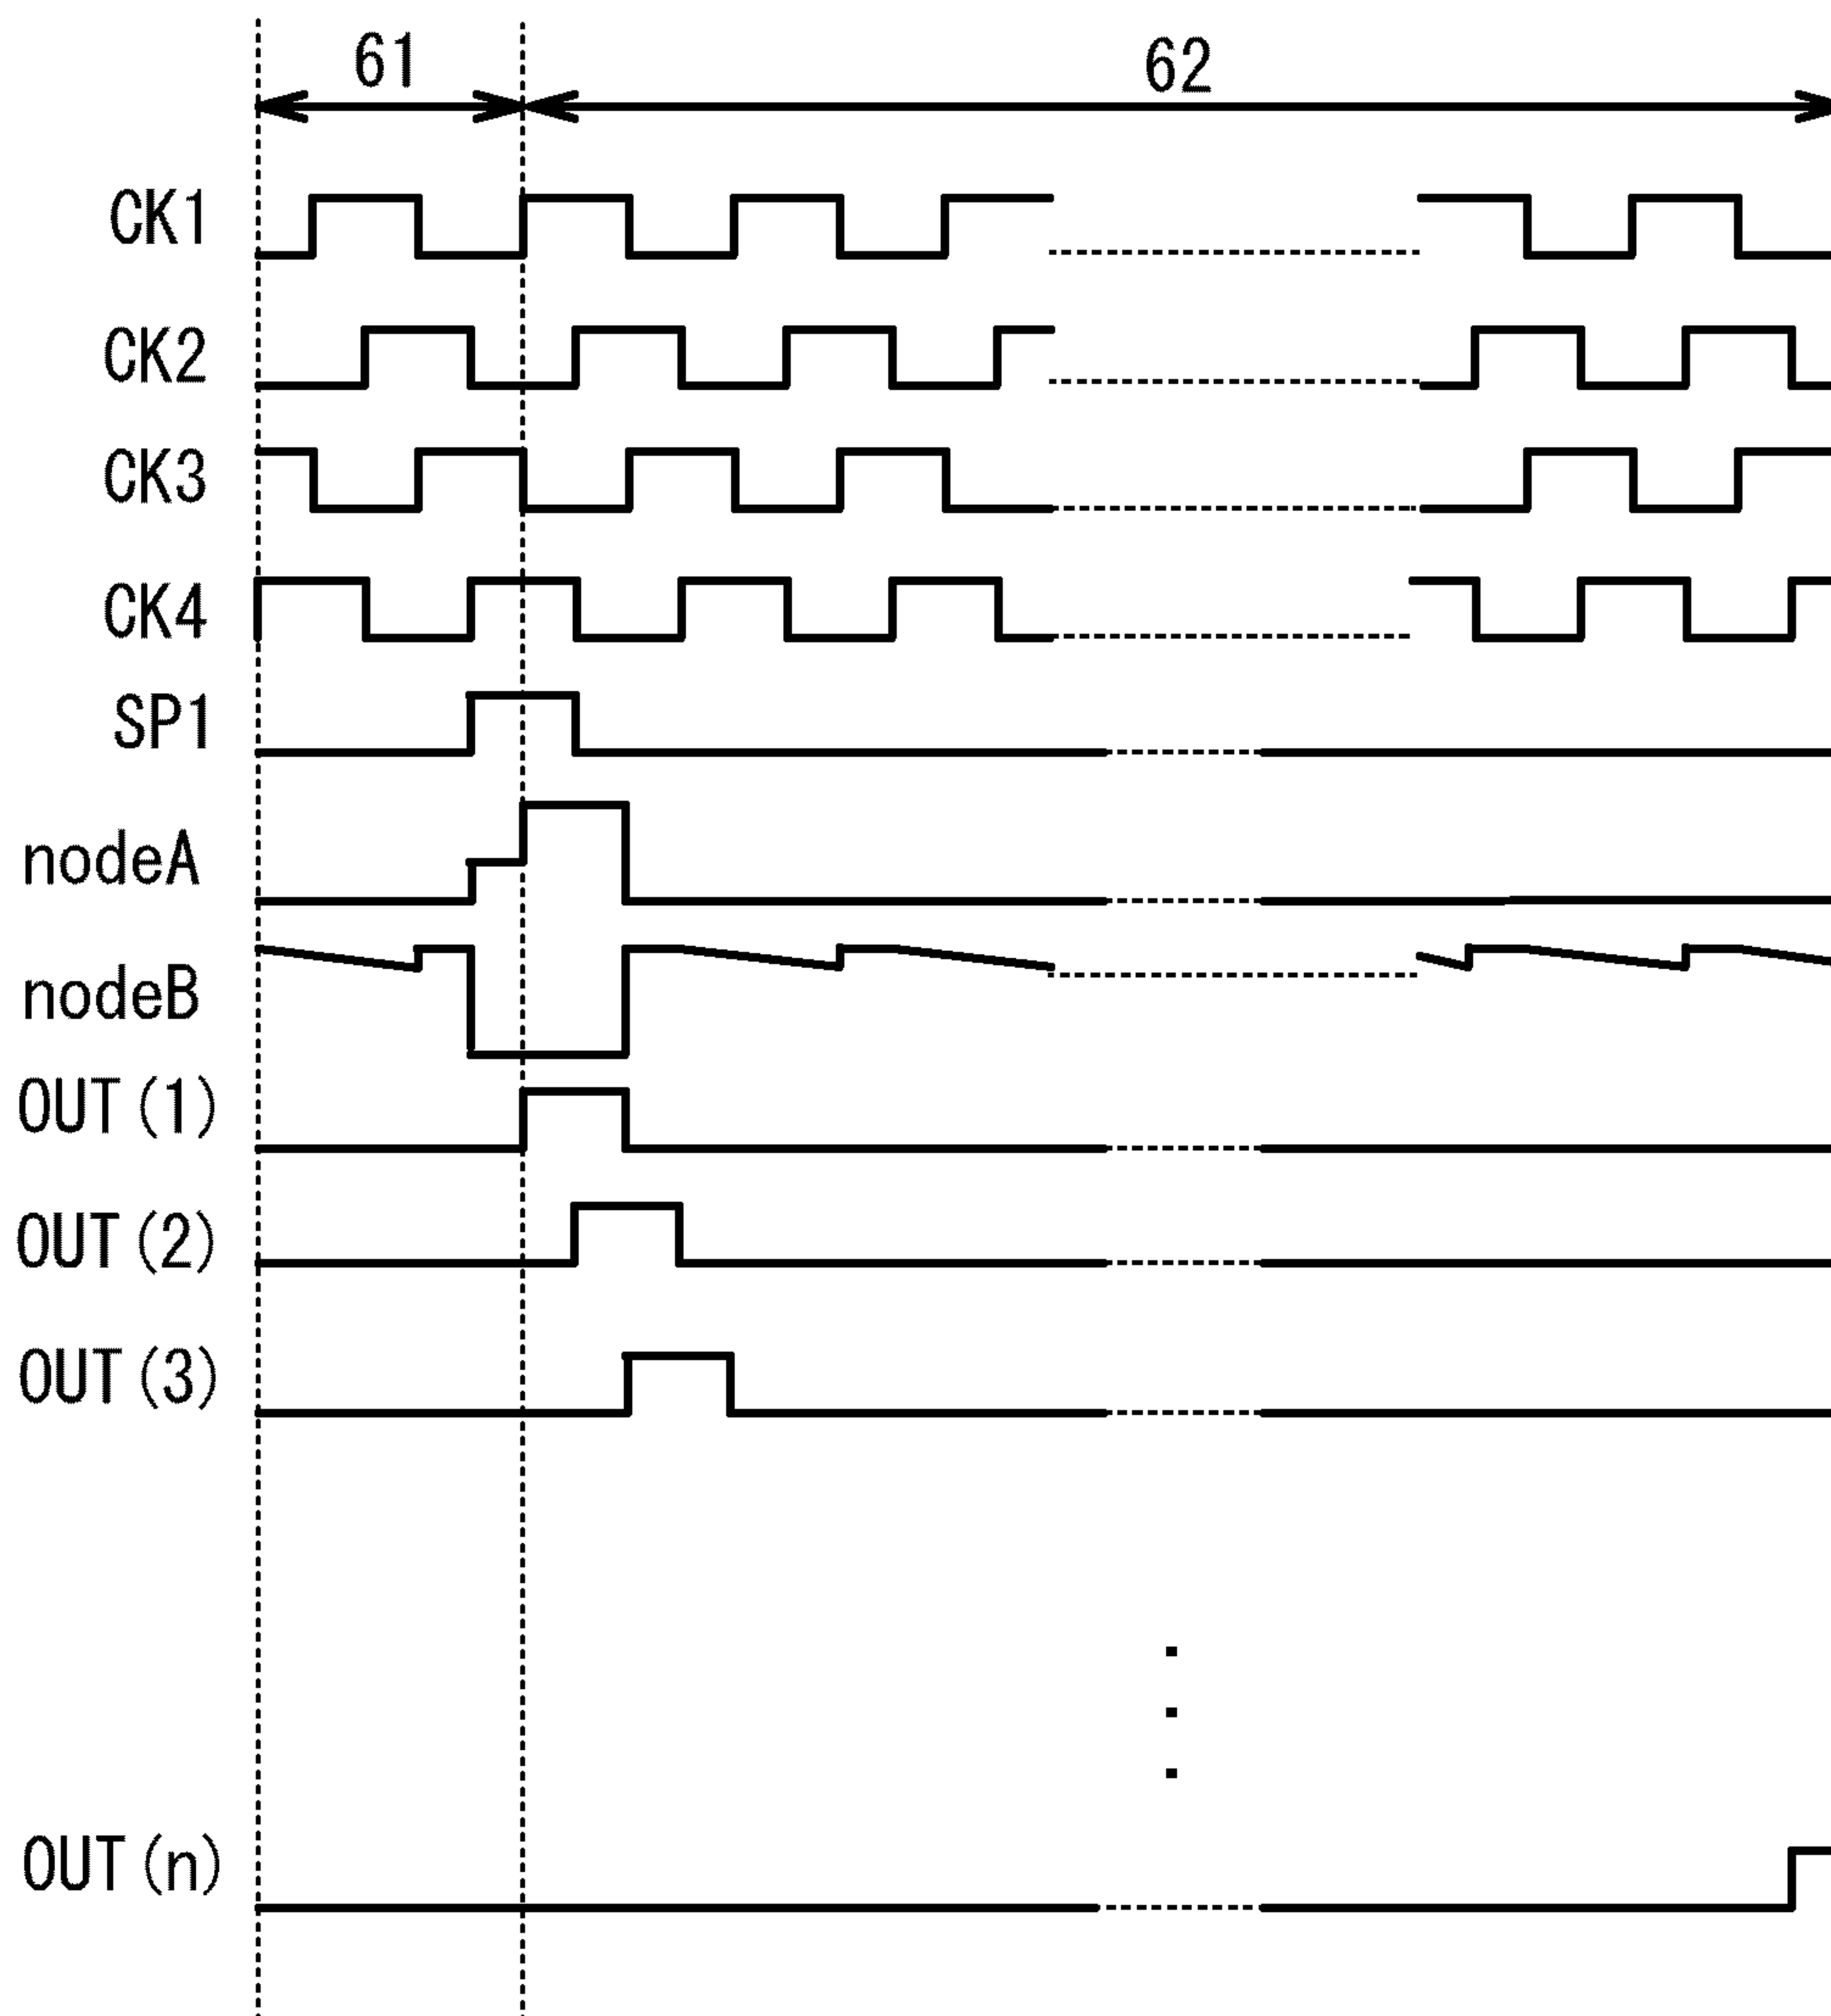 61 62
CK1
CK2
CK3
CK4
SP1
nodeA
nodeB
OUT(1)
OUT(2)
OUT(3)
OUT(n)